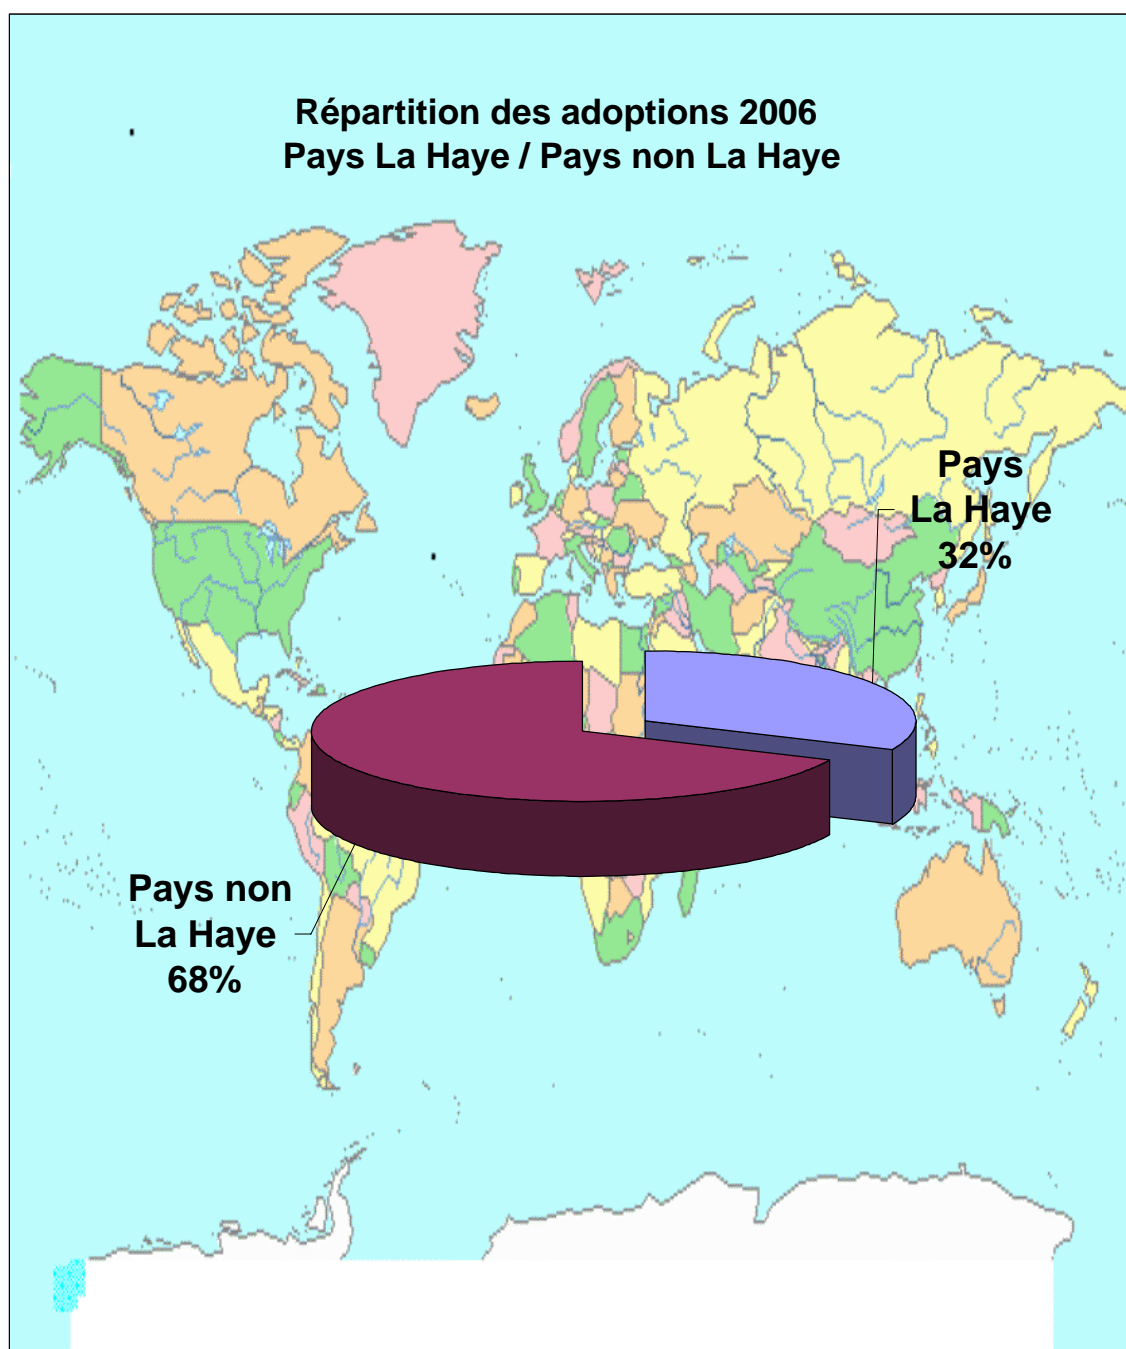 Répartition des adoptions 2006
Pays La Haye / Pays non La Haye
Pays
La Haye
32%
Pays non
La Haye
68%